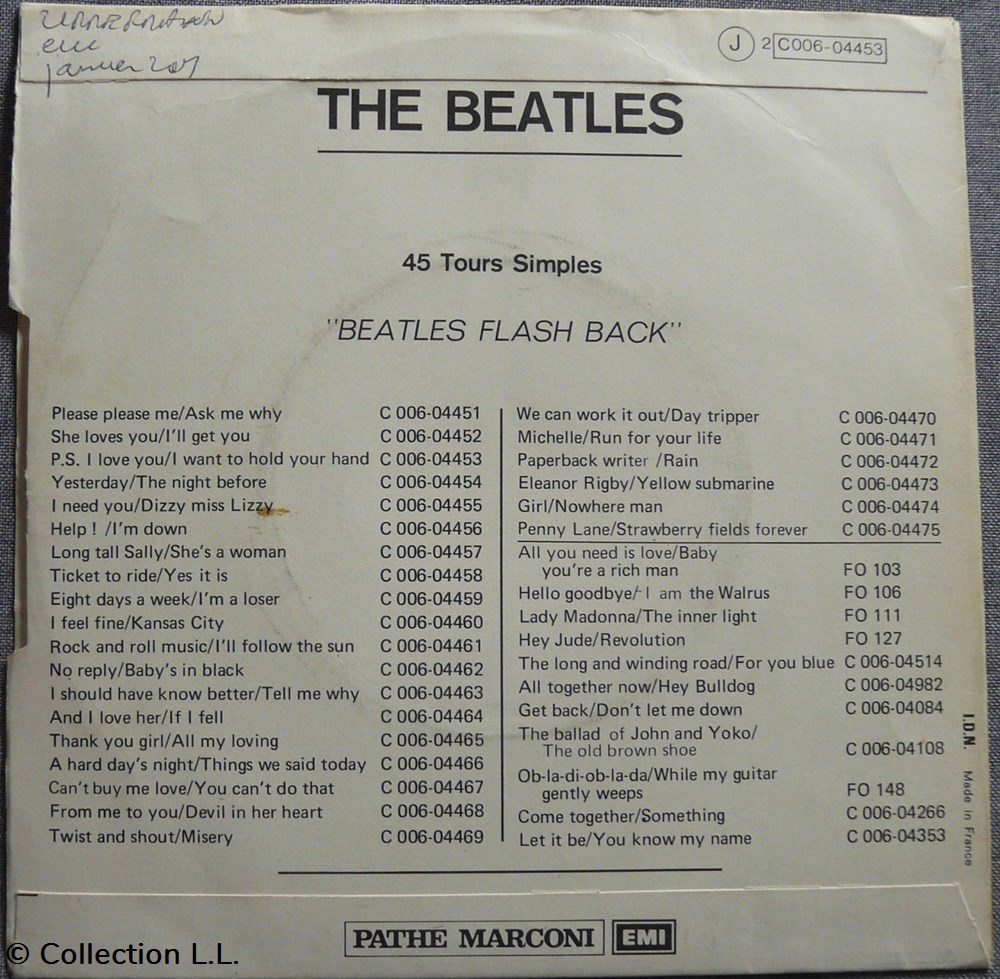 janvier
J 2 C006-04453
THE BEATLES
45 Tours Simples
"BEATLES FLASH BACK"
Please please me/Ask me why C 006-04451
She loves you/I'll get you C 006-04452
P.S. I love you/I want to hold your hand C 006-04453
Yesterday/The night before C 006-04454
I need you/Dizzy miss Lizzy C 006-04455
Help ! /I'm down C 006-04456
Long tall Sally/She's a woman C 006-04457
Ticket to ride/Yes it is C 006-04458
Eight days a week/I'm a loser C 006-04459
I feel fine/Kansas City C 006-04460
Rock and roll music/I'll follow the sun C 006-04461
No reply/Baby's in black C 006-04462
I should have know better/Tell me why C 006-04463
And I love her/If I fell C 006-04464
Thank you girl/All my loving C 006-04465
A hard day's night/Things we said today C 006-04466
Can't buy me love/You can't do that C 006-04467
From me to you/Devil in her heart C 006-04468
Twist and shout/Misery C 006-04469
We can work it out/Day tripper C 006-04470
Michelle/Run for your life C 006-04471
Paperback writer /Rain C 006-04472
Eleanor Rigby/Yellow submarine C 006-04473
Girl/Nowhere man C 006-04474
Penny Lane/Strawberry fields forever C 006-04475
All you need is love/Baby
you're a rich man FO 103
Hello goodbye/-I am the Walrus FO 106
Lady Madonna/The inner light FO 111
Hey Jude/Revolution FO 127
The long and winding road/For you blue C 006-04514
All together now/Hey Bulldog C 006-04982
Get back/Don't let me down C 006-04084
The ballad of John and Yoko/
The old brown shoe C 006-04108
Ob-la-di-ob-la-da/While my guitar
gently weeps FO 148
Come together/Something C 006-04266
Let it be/You know my name C 006-04353
I.D.N. Made in France
PATHE MARCONI EMI
© Collection L.L.